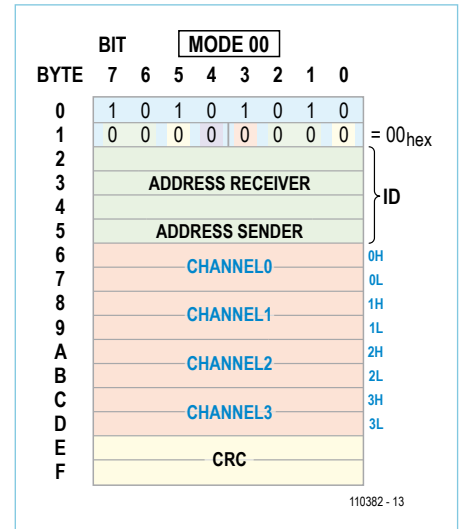 BIT MODE 00
BYTE 7 6 5 4 3 2 1 0
0 1 0 1 0 1 0 1 0
1 0 0 0 0 0 0 0 0 = 00hex
2
3 ADDRESS RECEIVER ID
4
5 ADDRESS SENDER
6 0H
CHANNEL0
7 0L
8 1H
CHANNEL1
9 1L
A 2H
CHANNEL2
B 2L
C 3H
CHANNEL3
D 3L
E
CRC
F
110382 - 13